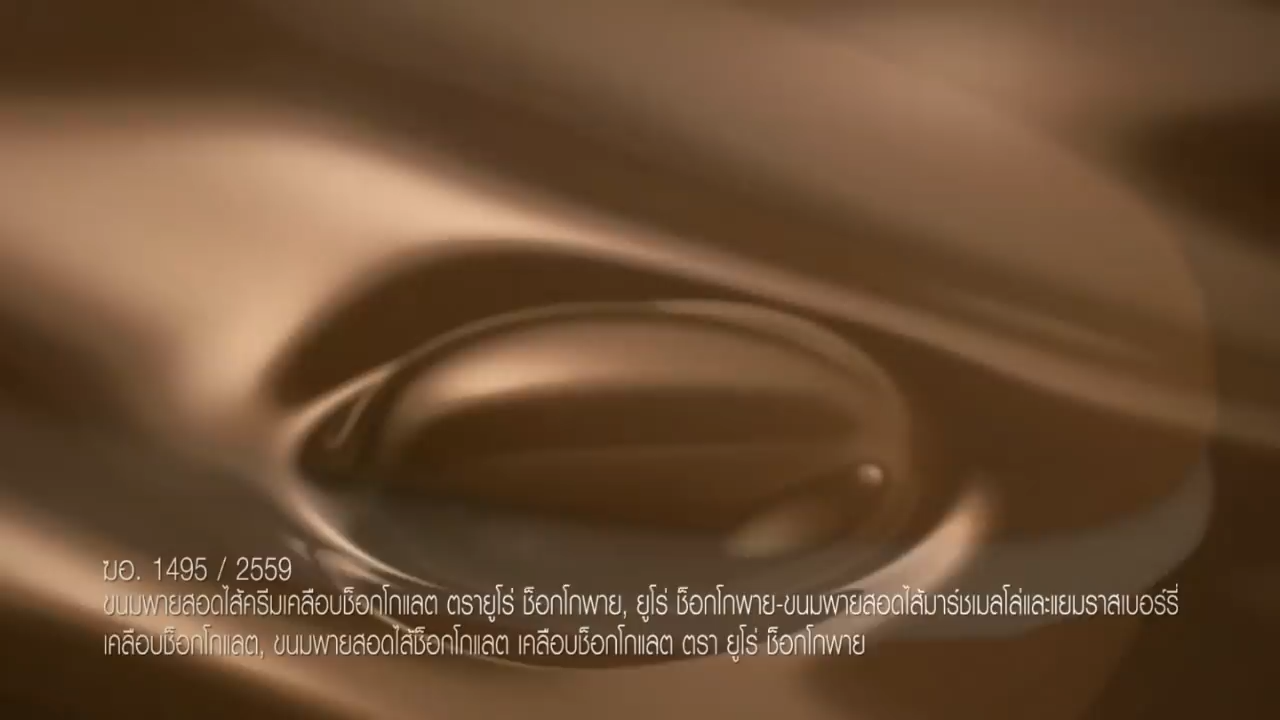 ฆอ. 1495 / 2559
ขนมพายสอดไส้ครีมเคลือบช็อกโกแลต ตรายูโร่ ช็อกโกพาย, ยูโร่ ช็อกโกพาย-ขนมพายสอดไส้มาร์ชเมลโล่และแยมราสเบอร์รี่
เคลือบช็อกโกแลต, ขนมพายสอดไส้ช็อกโกแลต เคลือบช็อกโกแลต ตรา ยูโร่ ช็อกโกพาย